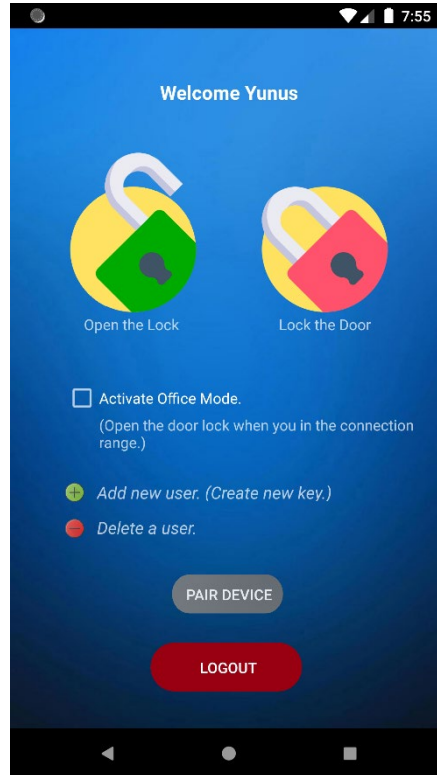 7:55
Welcome Yunus
Open the Lock
Lock the Door
Activate Office Mode.
(Open the door lock when you in the connection
range.)
Add new user. (Create new key.)
Delete a user.
PAIR DEVICE
LOGOUT